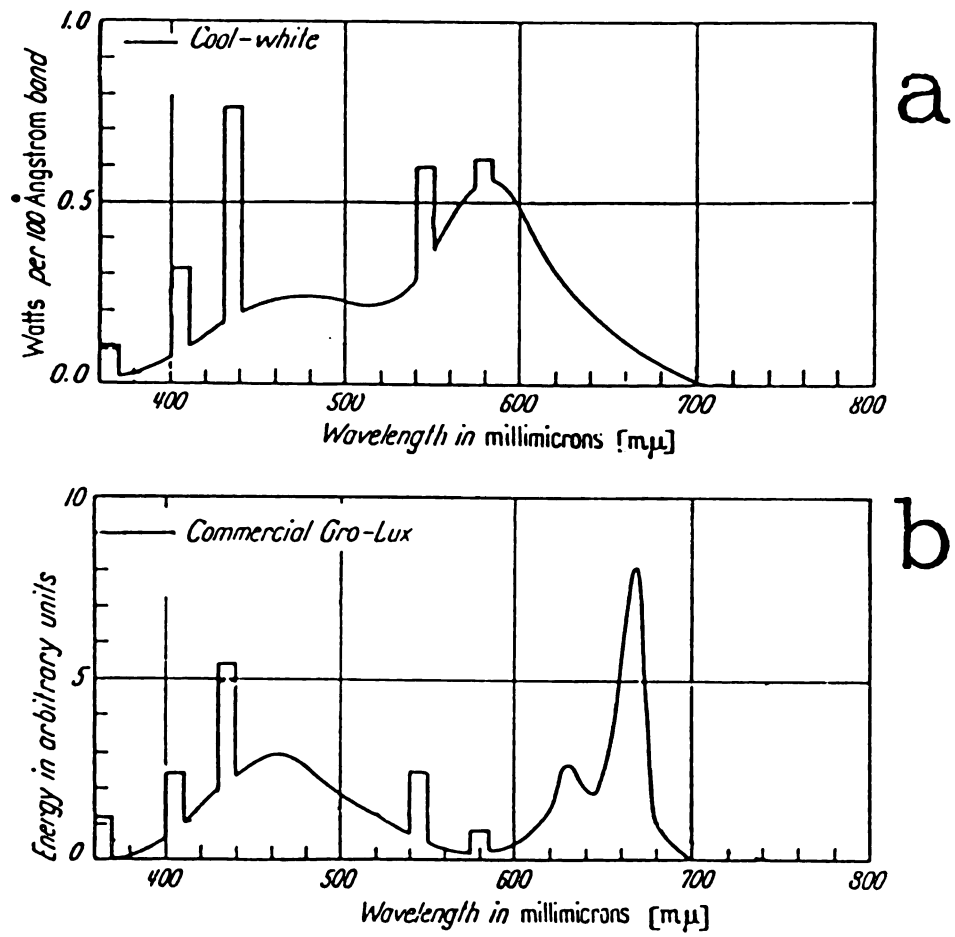 1.0
Cool-white
a
Watts per 100 Ångstrom band
0.5
0.0
400 500 600 700 800
Wavelength in millimicrons [mμ]
10
Commercial Gro-Lux
b
Energy in arbitrary units
5
0
400 500 600 700 800
Wavelength in millimicrons [mμ]